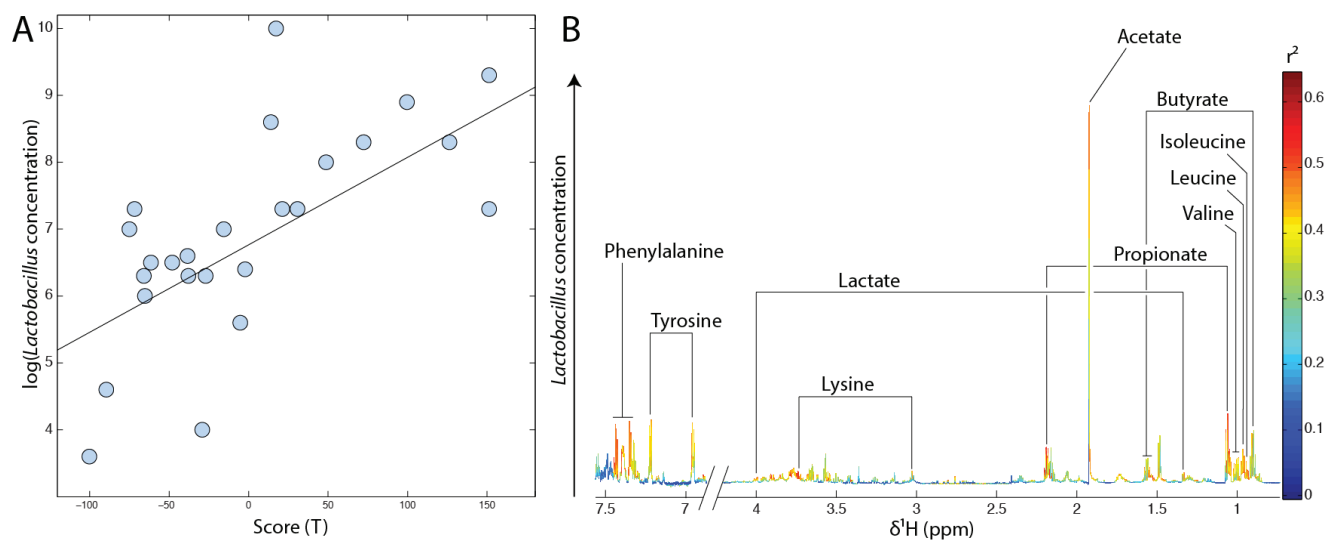 A
log(Lactobacillus concentration)
10
9
8
7
6
5
4
−100
−50
0
50
100
150
Score (T)
B
Lactobacillus concentration
Acetate
Butyrate
Isoleucine
Leucine
Valine
Propionate
Phenylalanine
Lactate
Tyrosine
Lysine
7.5
7
4
3.5
3
2.5
2
1.5
1
δ¹H (ppm)
r²
0.6
0.5
0.4
0.3
0.2
0.1
0